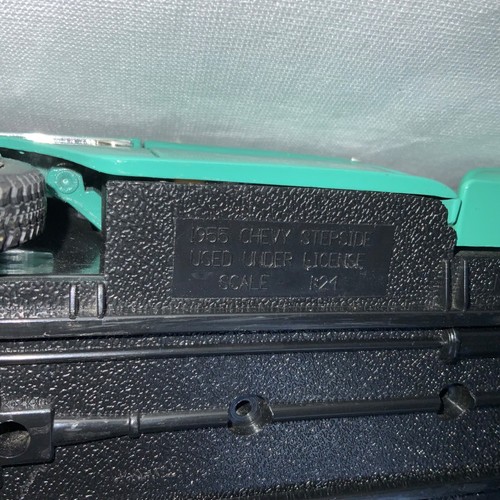 1955 CHEVY STEPSIDE
USED UNDER LICENSE
SCALE 1:24